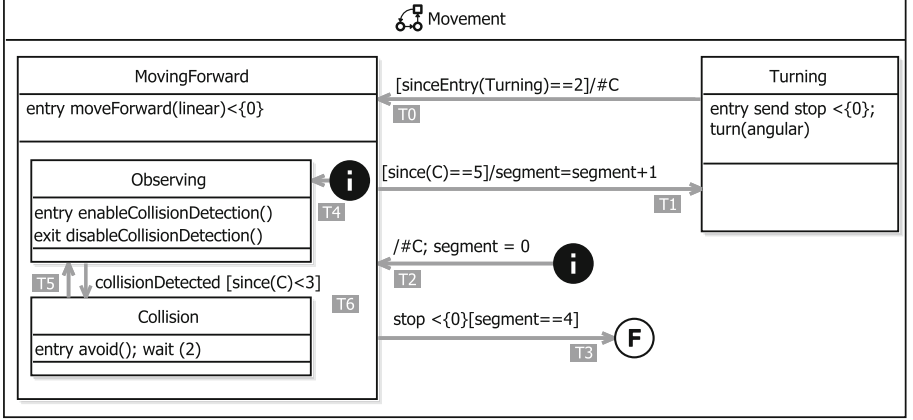 Movement
MovingForward
entry moveForward(linear)<{0}
[sinceEntry(Turning)==2]/#C
T0
Turning
entry send stop <{0};
turn(angular)
Observing
entry enableCollisionDetection()
exit disableCollisionDetection()
i
T4
[since(C)==5]/segment=segment+1
T1
/#C; segment = 0
T2
i
T5
collisionDetected [since(C)<3]
T6
Collision
entry avoid(); wait (2)
stop <{0}[segment==4]
T3
F